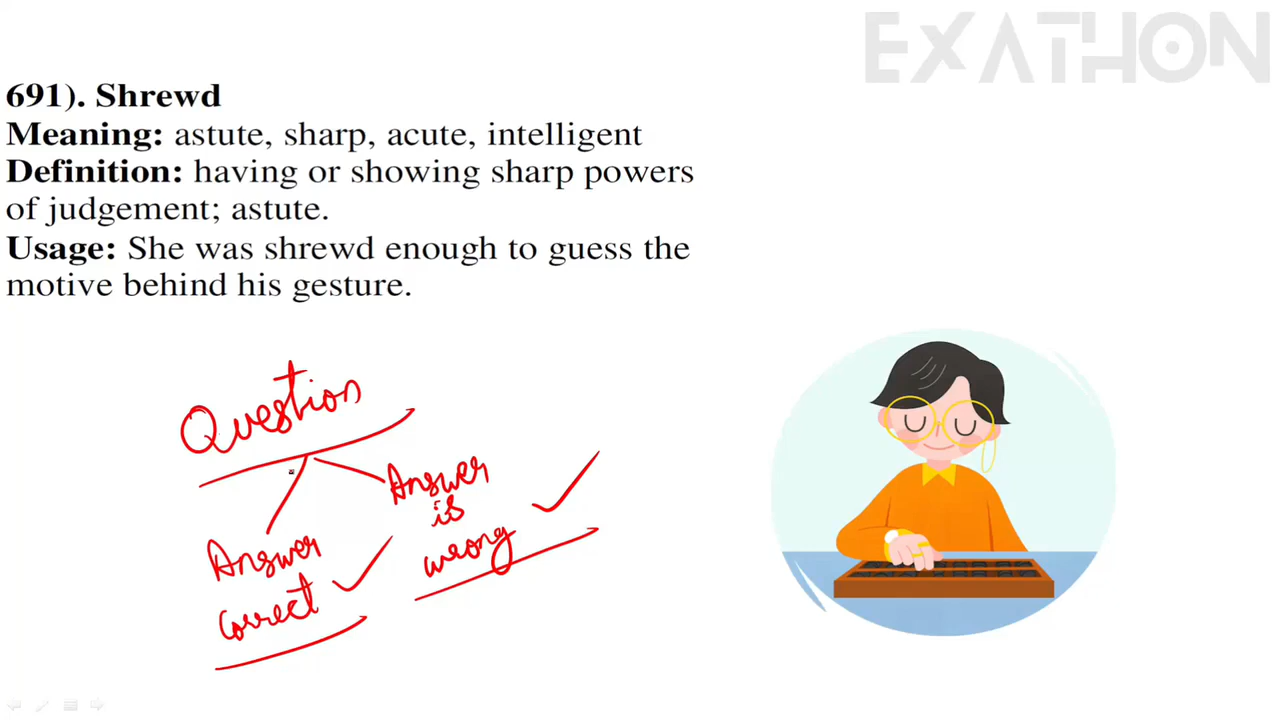 EXATHON
691). Shrewd
Meaning: astute, sharp, acute, intelligent
Definition: having or showing sharp powers
of judgement; astute.
Usage: She was shrewd enough to guess the
motive behind his gesture.
Question
Answer
is
wrong
Answer
correct